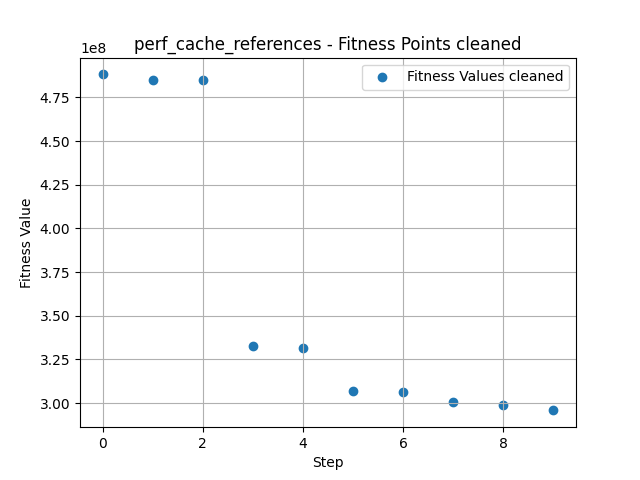 perf_cache_references - Fitness Points cleaned
1e8
Fitness Values cleaned
4.75
4.50
4.25
4.00
3.75
3.50
3.25
3.00
Fitness Value
0 2 4 6 8
Step